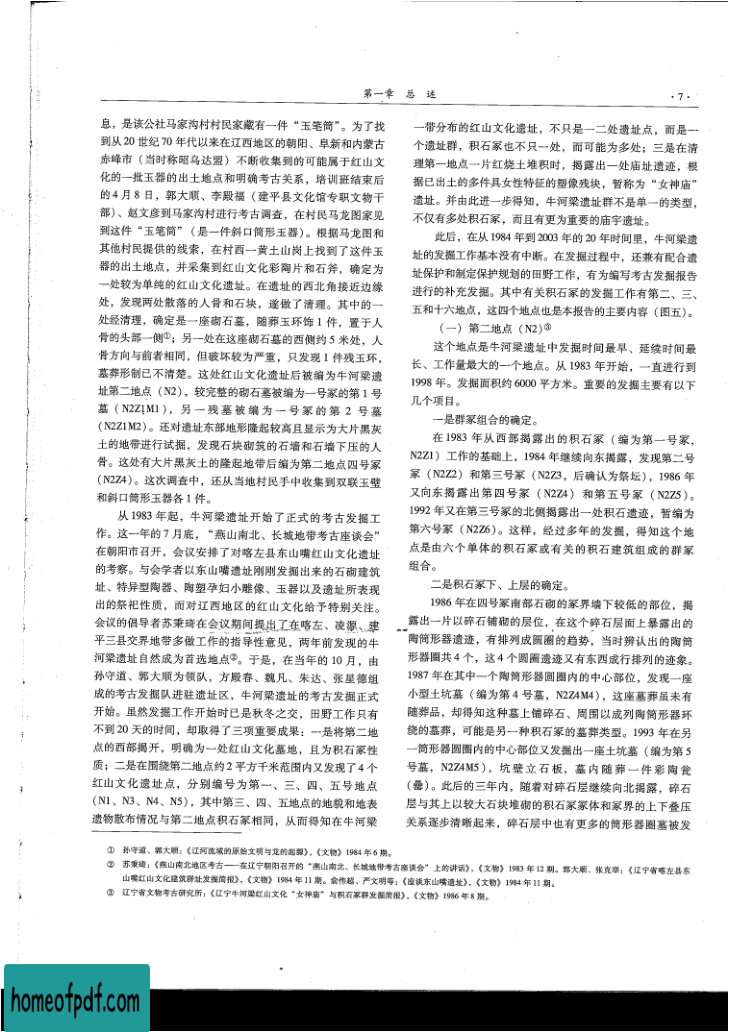 第一章 总 述
·7·
息，是该公社马家沟村村民家藏有一件“玉笔筒”。为了找
到从20世纪70年代以来在辽西地区的朝阳、阜新和内蒙古
赤峰市（当时称昭乌达盟）不断收集到的可能属于红山文
化的一批玉器的出土地点和明确考古关系，培训班结束后
的4月8日，郭大顺、李殿福（建平县文化馆专职文物干
部）、赵文彦到马家沟村进行考古调查，在村民马龙图家见
到这件“玉笔筒”（是一件斜口筒形玉器）。根据马龙图和
其他村民提供的线索，在村西一黄土山岗上找到了这件玉
器的出土地点，并采集到红山文化彩陶片和石斧，确定为
一处较为单纯的红山文化遗址。在遗址的西北角接近边缘
处，发现两处散落的人骨和石块，遂做了清理。其中的一
处经清理，确定是一座砌石墓，随葬玉环饰1件，置于人
骨的头部一侧①；另一处在这座砌石墓的西侧约5米处，人
骨方向与前者相同，但破坏较为严重，只发现1件残玉环，
墓葬形制已不清楚。这处红山文化遗址后被编为牛河梁遗
址第二地点（N2），较完整的砌石墓被编为一号冢的第1号
墓（N2Z1M1），另一残墓被编为一号冢的第2号墓
（N2Z1M2）。还对遗址东部地形隆起较高且显示为大片黑灰
土的地带进行试掘，发现石块砌筑的石墙和石墙下压的人
骨。这处有大片黑灰土的隆起地带后编为第二地点四号冢
（N2Z4）。这次调查中，还从当地村民手中收集到双联玉璧
和斜口筒形玉器各1件。
从1983年起，牛河梁遗址开始了正式的考古发掘工
作。这一年的7月底，“燕山南北、长城地带考古座谈会”
在朝阳市召开，会议安排了对喀左县东山嘴红山文化遗址
的考察。与会学者以东山嘴遗址刚刚发掘出来的石砌建筑
址、特异型陶器、陶塑孕妇小雕像、玉器以及遗址所表现
出的祭祀性质，而对辽西地区的红山文化给予特别关注。
会议的倡导者苏秉琦在会议期间提出了在喀左、凌源、建
平三县交界地带多做工作的指导性意见，两年前发现的牛
河梁遗址自然成为首选地点②。于是，在当年的10月，由
孙守道、郭大顺为领队，方殿春、魏凡、朱达、张星德组
成的考古发掘队进驻遗址区，牛河梁遗址的考古发掘正式
开始。虽然发掘工作开始时已是秋冬之交，田野工作只有
不到20天的时间，却取得了三项重要成果：一是将第二地
点的西部揭开，明确为一处红山文化墓地，且为积石冢性
质；二是在围绕第二地点约2平方千米范围内又发现了4个
红山文化遗址点，分别编号为第一、三、四、五号地点
（N1、N3、N4、N5），其中第三、四、五地点的地貌和地表
遗物散布情况与第二地点积石冢相同，从而得知在牛河梁
一带分布的红山文化遗址，不只是一二处遗址点，而是一
个遗址群，积石冢也不只一处，而可能为多处；三是在清
理第一地点一片红烧土堆积时，揭露出一处庙址遗迹，根
据已出土的多件具女性特征的塑像残块，暂称为“女神庙”
遗址。并由此进一步得知，牛河梁遗址群不是单一的类型，
不仅有多处积石冢，而且有更为重要的庙宇遗址。
此后，在从1984年到2003年的20年时间里，牛河梁遗
址的发掘工作基本没有中断。在发掘过程中，还兼有配合遗
址保护和制定保护规划的田野工作，有为编写考古发掘报告
进行的补充发掘。其中有关积石冢的发掘工作有第二、三、
五和十六地点，这四个地点也是本报告的主要内容（图五）。
（一）第二地点（N2）③
这个地点是牛河梁遗址中发掘时间最早、延续时间最
长、工作量最大的一个地点。从1983年开始，一直进行到
1998年。发掘面积约6000平方米。重要的发掘主要有以下
几个项目。
一是群冢组合的确定。
在1983年从西部揭露出的积石冢（编为第一号冢，
N2Z1）工作的基础上，1984年继续向东揭露，发现第二号
冢（N2Z2）和第三号冢（N2Z3，后确认为祭坛），1986年
又向东揭露出第四号冢（N2Z4）和第五号冢（N2Z5）。
1992年又在第三号冢的北侧揭露出一处积石遗迹，暂编为
第六号冢（N2Z6）。这样，经过多年的发掘，得知这个地
点是由六个单体的积石冢或有关的积石建筑组成的群冢
组合。
二是积石冢下、上层的确定。
1986年在四号冢南部石砌的冢界墙下较低的部位，揭
露出一片以碎石铺砌的层位，在这个碎石层面上暴露出的
陶筒形器遗迹，有排列成圆圈的趋势，当时辨认出的陶筒
形器圈共4个，这4个圆圈遗迹又有东西成行排列的迹象。
1987年在其中一个陶筒形器圆圈内的中心部位，发现一座
小型土坑墓（编为第4号墓，N2Z4M4），这座墓葬虽未有
随葬品，却得知这种墓上铺碎石、周围以成列陶筒形器环
绕的墓葬，可能是另一种积石冢的墓葬类型。1993年在另
一筒形器圆圈内的中心部位又发掘出一座土坑墓（编为第5
号墓，N2Z4M5），坑壁立石板，墓内随葬一件彩陶瓮
（罍）。此后的三年内，随着对碎石层继续向北揭露，碎石
层与其上以较大石块堆砌的积石冢冢体和冢界的上下叠压
关系逐步清晰起来，碎石层中也有更多的筒形器圈墓被发
① 孙守道、郭大顺：《辽河流域的原始文明与龙的起源》，《文物》1984年6期。
② 苏秉琦：《燕山南北地区考古——在辽宁朝阳召开的“燕山南北、长城地带考古座谈会”上的讲话》，《文物》1983年12期。郭大顺、张克举：《辽宁省喀左县东
山嘴红山文化建筑群址发掘简报》，《文物》1984年11期。俞伟超、严文明等：《座谈东山嘴遗址》，《文物》1984年11期。
③ 辽宁省文物考古研究所：《辽宁牛河梁红山文化“女神庙”与积石冢群发掘简报》，《文物》1986年8期。
homeofpdf.com